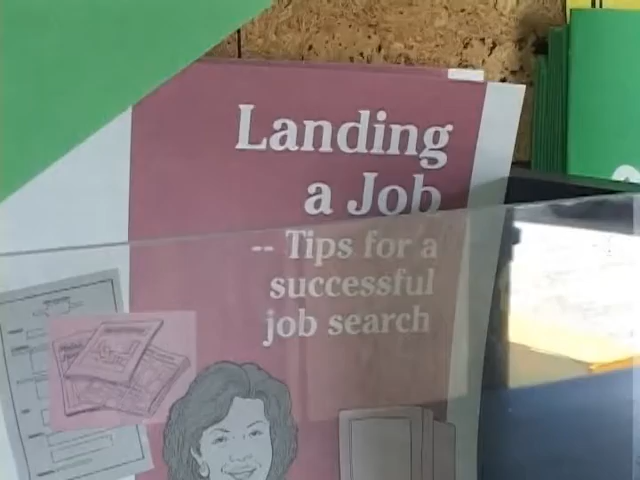 Landing
a Job
-- Tips for a
successful
job search